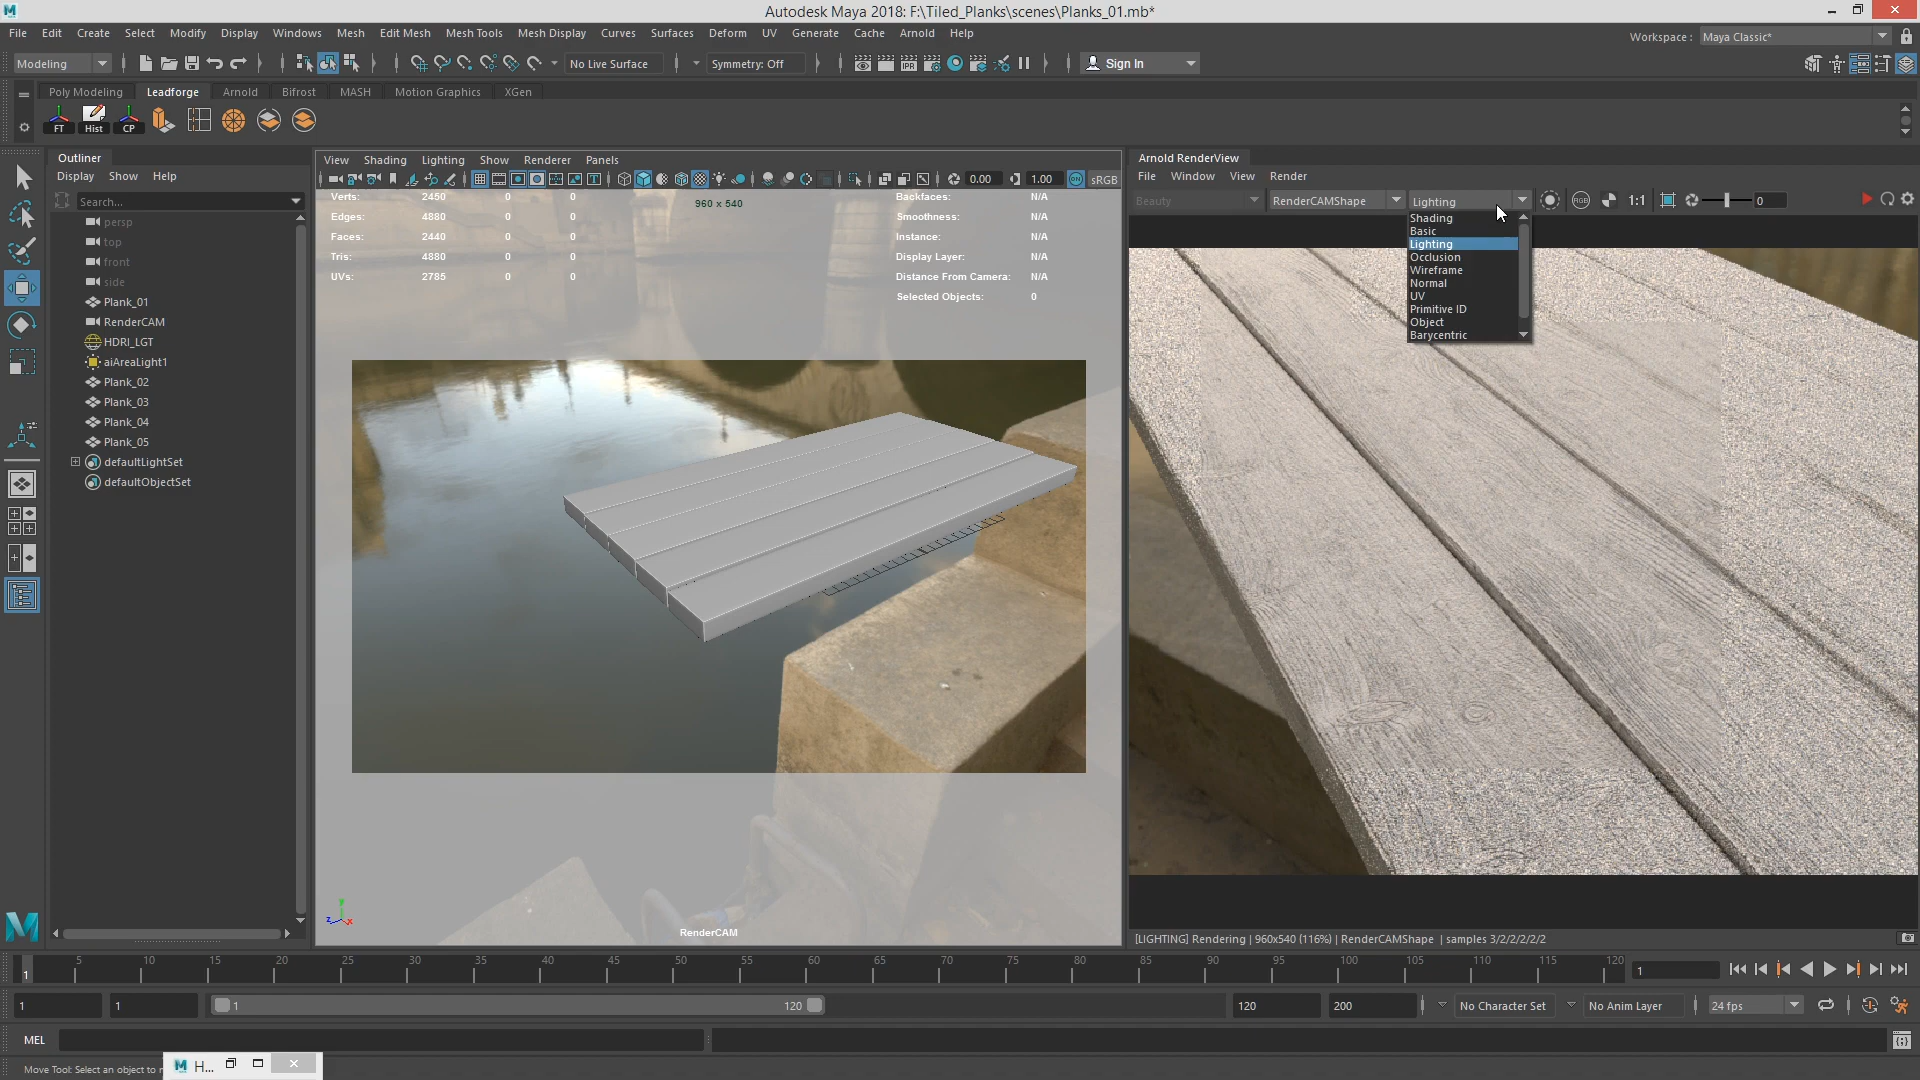 Autodesk Maya 2018: F:\Tiled_Planks\scenes\Planks_01.mb*
File Edit Create Select Modify Display Windows Mesh Edit Mesh Mesh Tools Mesh Display Curves Surfaces Deform UV Generate Cache Arnold Help
Workspace : Maya Classic*
Modeling No Live Surface Symmetry: Off IPR Sign In
Poly Modeling Leadforge Arnold Bifrost MASH Motion Graphics XGen
FT Hist CP
Outliner
Display Show Help
Search...
persp
top
front
side
Plank_01
RenderCAM
HDRI_LGT
aiAreaLight1
Plank_02
Plank_03
Plank_04
Plank_05
defaultLightSet
defaultObjectSet
View Shading Lighting Show Renderer Panels
0.00 1.00 ON sRGB
Verts: 2450 0 0
Edges: 4880 0 0
Faces: 2440 0 0
Tris: 4880 0 0
UVs: 2785 0 0
960 x 540
Backfaces: N/A
Smoothness: N/A
Instance: N/A
Display Layer: N/A
Distance From Camera: N/A
Selected Objects: 0
y
z x
RenderCAM
Arnold RenderView
File Window View Render
Beauty RenderCAMShape Lighting RGB 1:1 0
Shading
Basic
Lighting
Occlusion
Wireframe
Normal
UV
Primitive ID
Object
Barycentric
[LIGHTING] Rendering | 960x540 (116%) | RenderCAMShape | samples 3/2/2/2/2/2
1 5 10 15 20 25 30 35 40 45 50 55 60 65 70 75 80 85 90 95 100 105 110 115 120 1
1 1 1 120 120 200 No Character Set No Anim Layer 24 fps
MEL
Move Tool: Select an object to
H...